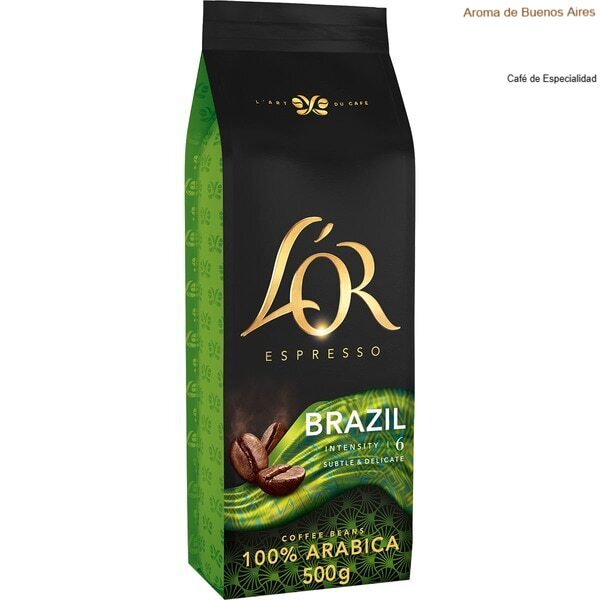 Aroma de Buenos Aires
Café de Especialidad
L'ART DU CAFÉ
L'OR
ESPRESSO
BRAZIL
INTENSITY | 6
SUBTLE & DELICATE
COFFEE BEANS
100% ARABICA
500g